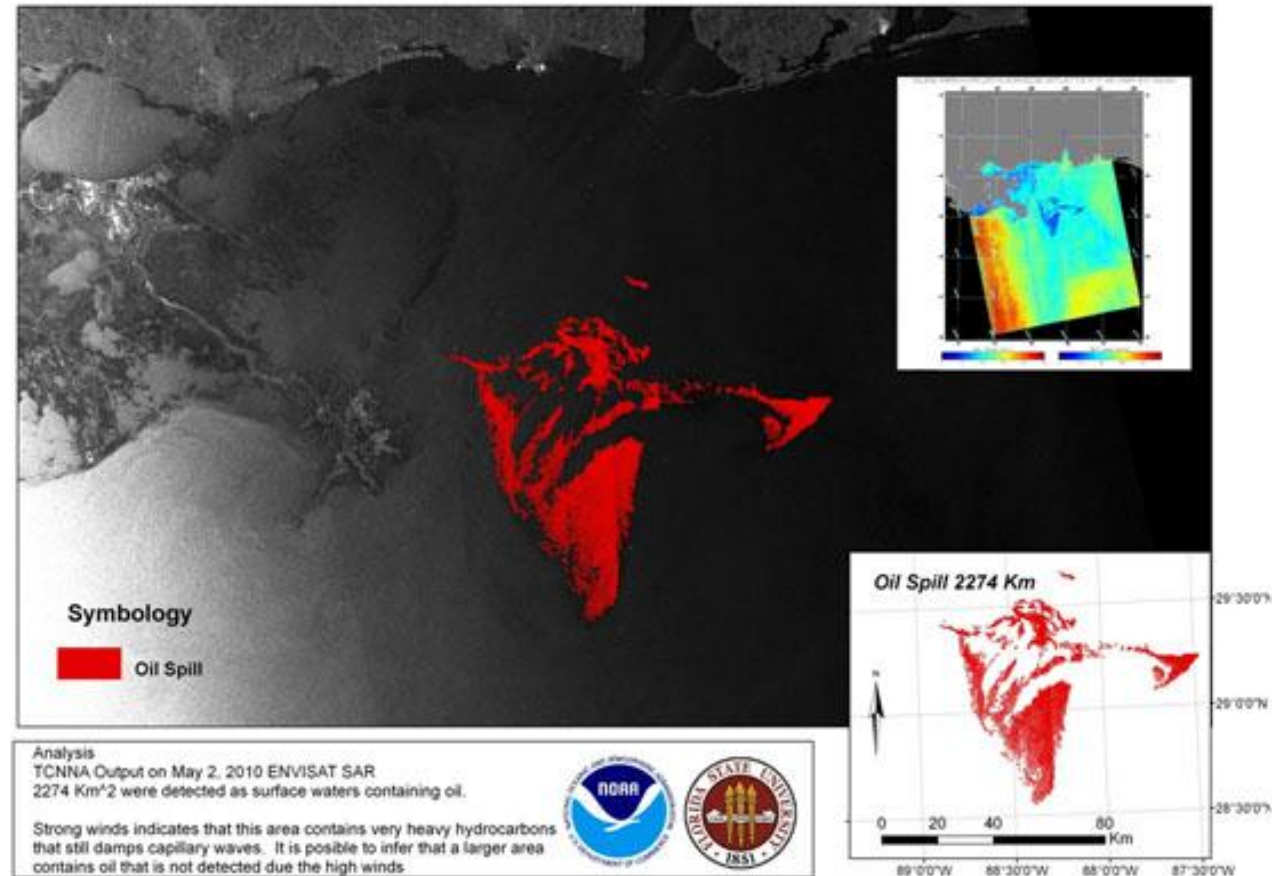 Symbology
Oil Spill
Oil Spill 2274 Km
N
29°30'0"N
29°0'0"N
28°30'0"N
0 20 40 80
Km
89°0'0"W 88°30'0"W 88°0'0"W 87°30'0"W
Analysis
TCNNA Output on May 2, 2010 ENVISAT SAR
2274 Km^2 were detected as surface waters containing oil.
Strong winds indicates that this area contains very heavy hydrocarbons
that still damps capillary waves. It is posible to infer that a larger area
contains oil that is not detected due the high winds
NOAA
FLORIDA STATE UNIVERSITY
1851